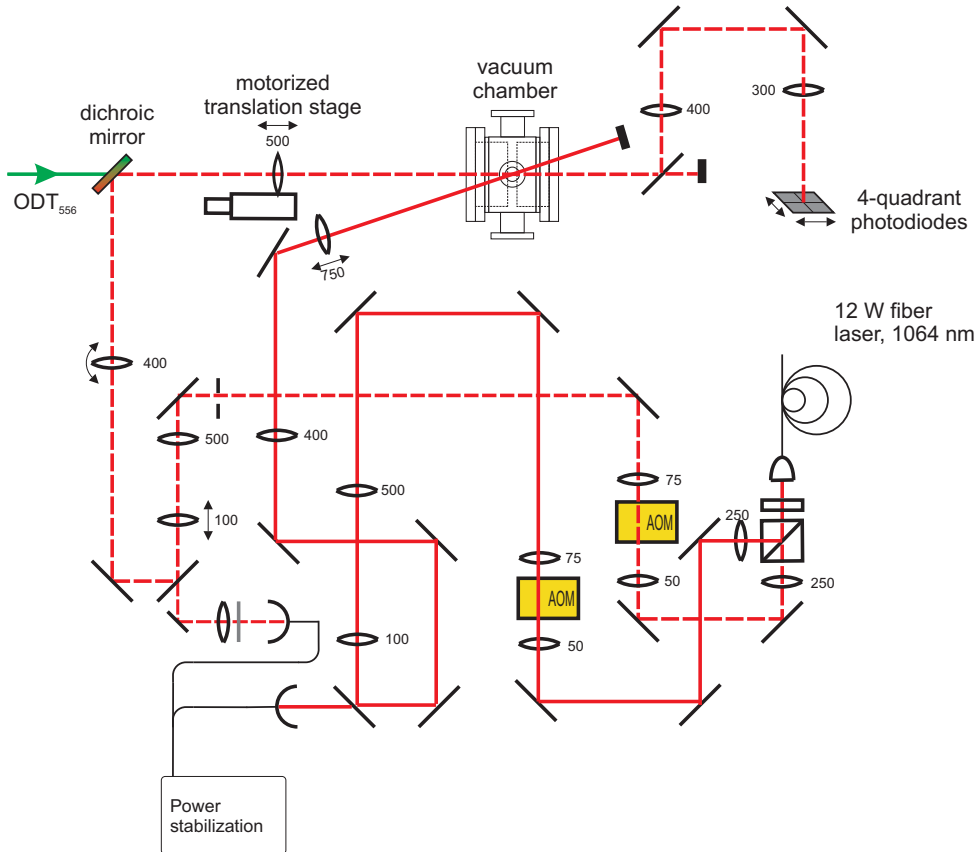 vacuum
chamber
motorized
translation stage
dichroic
mirror
500
400
300
ODT556
4-quadrant
photodiodes
750
12 W fiber
laser, 1064 nm
400
500
400
100
500
75
AOM
250
75
AOM
50
250
50
100
Power
stabilization